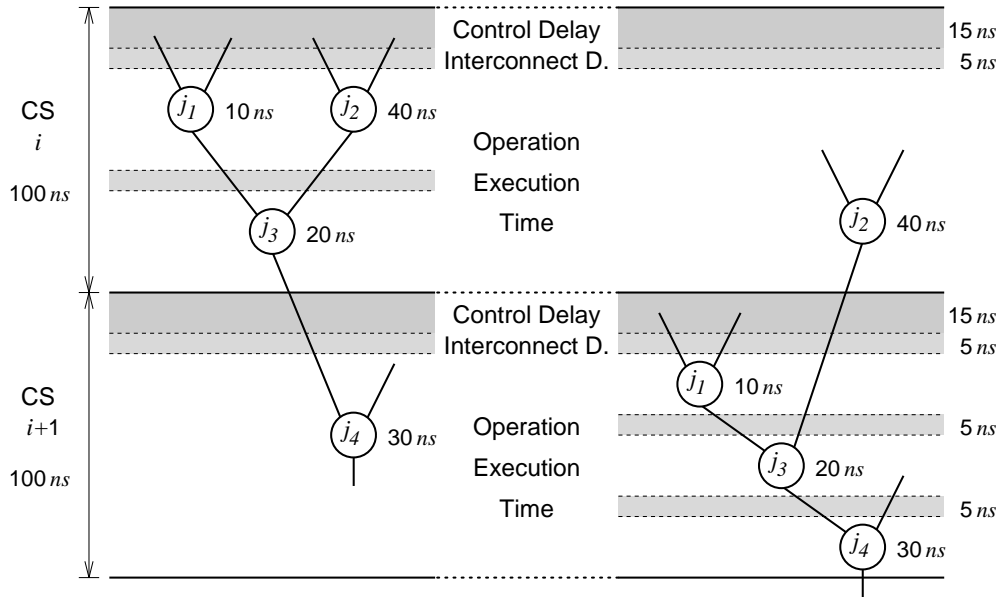 Control Delay 15 ns
Interconnect D. 5 ns
CS j1 10 ns j2 40 ns
i Operation
100 ns Execution
j3 20 ns Time j2 40 ns
Control Delay 15 ns
Interconnect D. 5 ns
CS j1 10 ns
i+1 j4 30 ns Operation 5 ns
100 ns Execution j3 20 ns
Time 5 ns
j4 30 ns